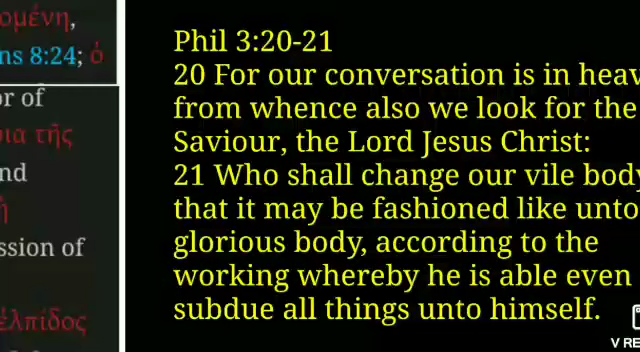 ομένη,
ns 8:24; ὁ
or of
ια τῆς
nd
ssion of
ἐλπίδος
Phil 3:20-21
20 For our conversation is in heav
from whence also we look for the
Saviour, the Lord Jesus Christ:
21 Who shall change our vile body
that it may be fashioned like unto
glorious body, according to the
working whereby he is able even
subdue all things unto himself.
V RE